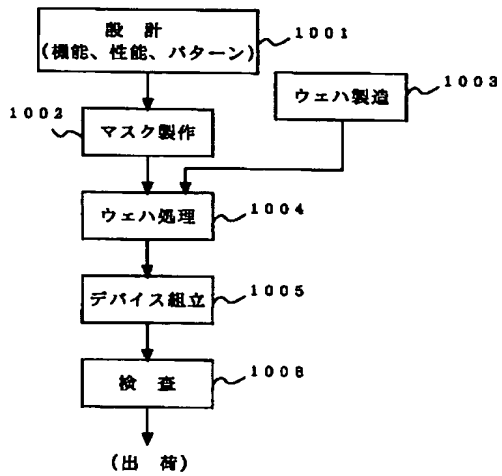 設 計
(機能、性能、パターン)
1001
1002
マスク製作
ウェハ製造
1003
ウェハ処理
1004
デバイス組立
1005
検 査
1008
(出 荷)